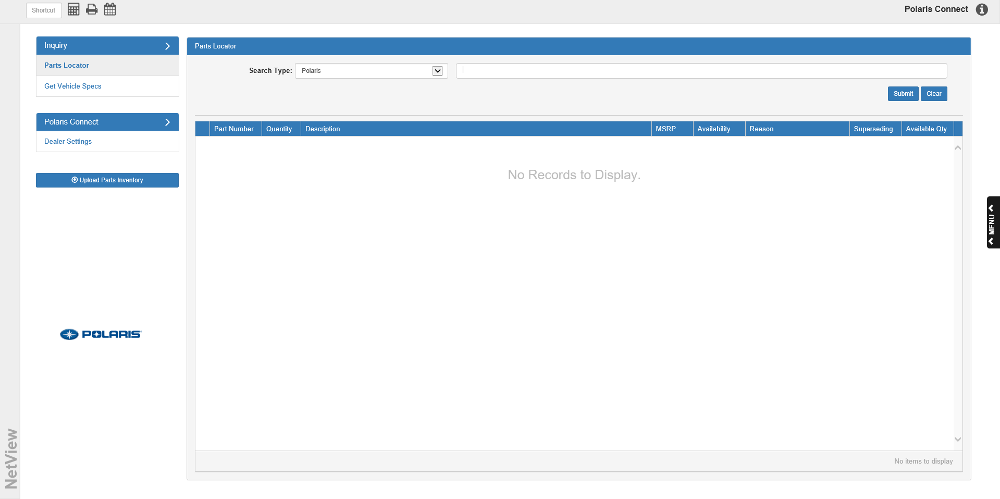 Shortcut
Polaris Connect
Inquiry
Parts Locator
Get Vehicle Specs
Polaris Connect
Dealer Settings
Upload Parts Inventory
POLARIS
NetView
Parts Locator
Search Type: Polaris
Submit Clear
Part Number Quantity Description MSRP Availability Reason Superseding Available Qty
No Records to Display.
No items to display
MENU